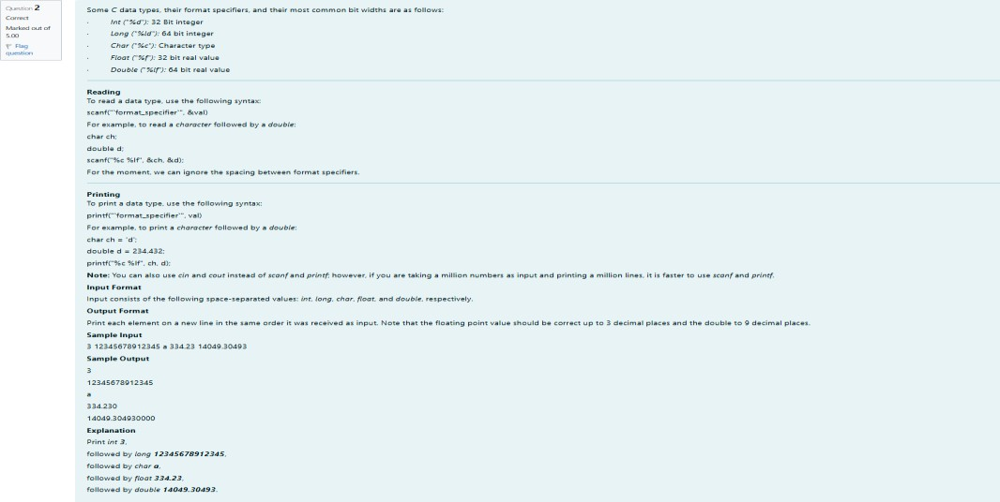 Question 2
Correct
Marked out of
5.00
Flag
question
Some C data types, their format specifiers, and their most common bit widths are as follows:
· Int ("%d"): 32 Bit integer
· Long ("%ld"): 64 bit integer
· Char ("%c"): Character type
· Float ("%f"): 32 bit real value
· Double ("%lf"): 64 bit real value
Reading
To read a data type, use the following syntax:
scanf("`format_specifier`", &val)
For example, to read a character followed by a double:
char ch;
double d;
scanf("%c %lf", &ch, &d);
For the moment, we can ignore the spacing between format specifiers.
Printing
To print a data type, use the following syntax:
printf("`format_specifier`", val)
For example, to print a character followed by a double:
char ch = 'd';
double d = 234.432;
printf("%c %lf", ch, d);
Note: You can also use cin and cout instead of scanf and printf; however, if you are taking a million numbers as input and printing a million lines, it is faster to use scanf and printf.
Input Format
Input consists of the following space-separated values: int, long, char, float, and double, respectively.
Output Format
Print each element on a new line in the same order it was received as input. Note that the floating point value should be correct up to 3 decimal places and the double to 9 decimal places.
Sample Input
3 12345678912345 a 334.23 14049.30493
Sample Output
3
12345678912345
a
334.230
14049.304930000
Explanation
Print int 3,
followed by long 12345678912345,
followed by char a,
followed by float 334.23,
followed by double 14049.30493.